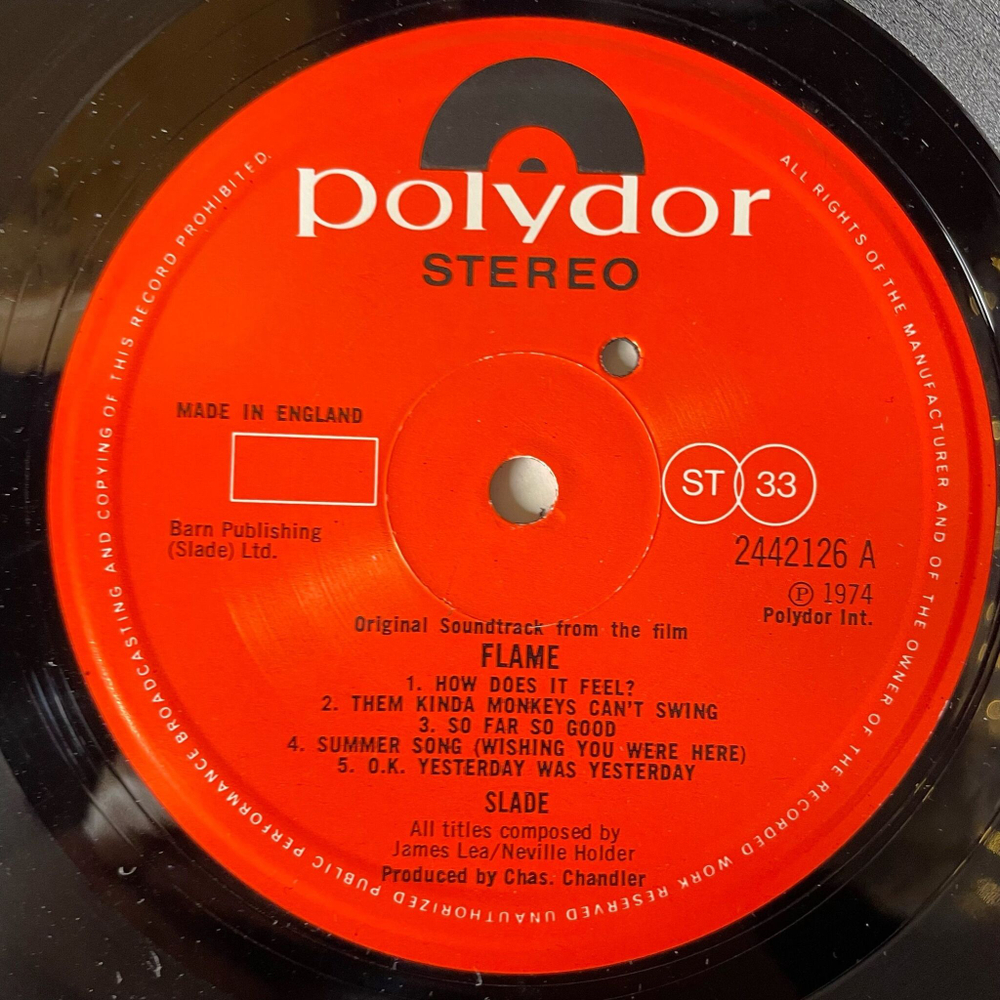 polydor
STEREO
MADE IN ENGLAND
ST 33
Barn Publishing
(Slade) Ltd.
2442126 A
Ⓟ 1974
Polydor Int.
Original Soundtrack from the film
FLAME
1. HOW DOES IT FEEL?
2. THEM KINDA MONKEYS CAN'T SWING
3. SO FAR SO GOOD
4. SUMMER SONG (WISHING YOU WERE HERE)
5. O.K. YESTERDAY WAS YESTERDAY
SLADE
All titles composed by
James Lea/Neville Holder
Produced by Chas. Chandler
ALL RIGHTS OF THE MANUFACTURER AND OF THE OWNER OF THE RECORDED WORK RESERVED UNAUTHORIZED PUBLIC PERFORMANCE BROADCASTING AND COPYING OF THIS RECORD PROHIBITED.